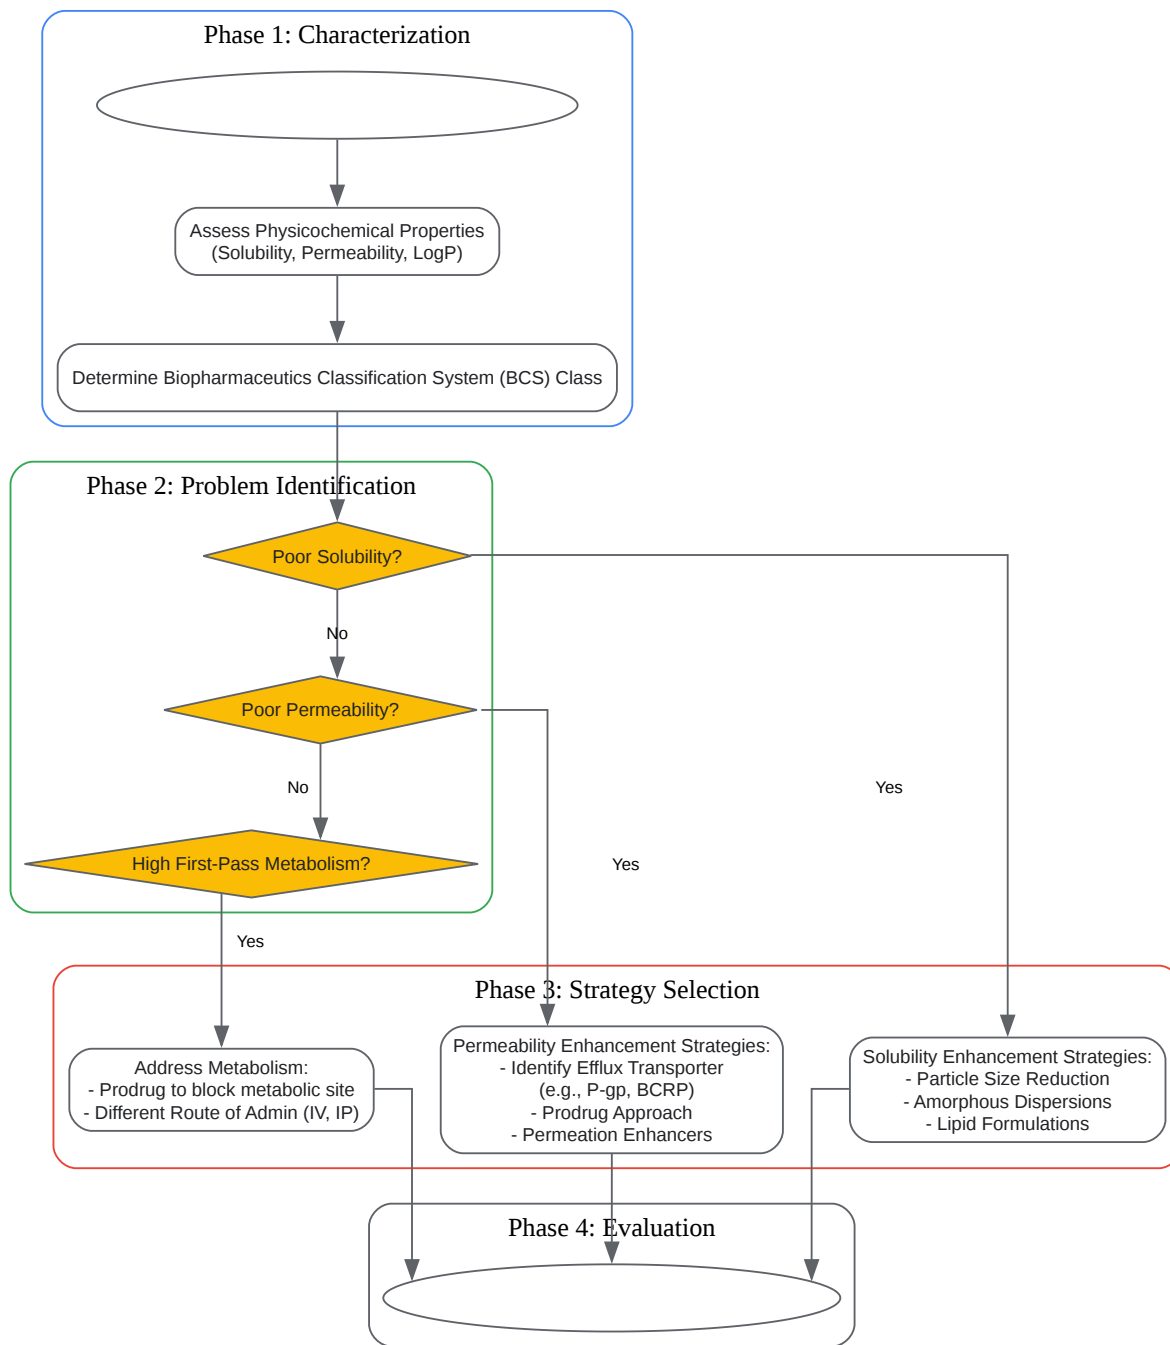 Phase 1: Characterization
Assess Physicochemical Properties
(Solubility, Permeability, LogP)
Determine Biopharmaceutics Classification System (BCS) Class
Phase 2: Problem Identification
Poor Solubility?
No
Poor Permeability?
No
Yes
High First-Pass Metabolism?
Yes
Yes
Phase 3: Strategy Selection
Address Metabolism:
- Prodrug to block metabolic site
- Different Route of Admin (IV, IP)
Permeability Enhancement Strategies:
- Identify Efflux Transporter
(e.g., P-gp, BCRP)
- Prodrug Approach
- Permeation Enhancers
Solubility Enhancement Strategies:
- Particle Size Reduction
- Amorphous Dispersions
- Lipid Formulations
Phase 4: Evaluation